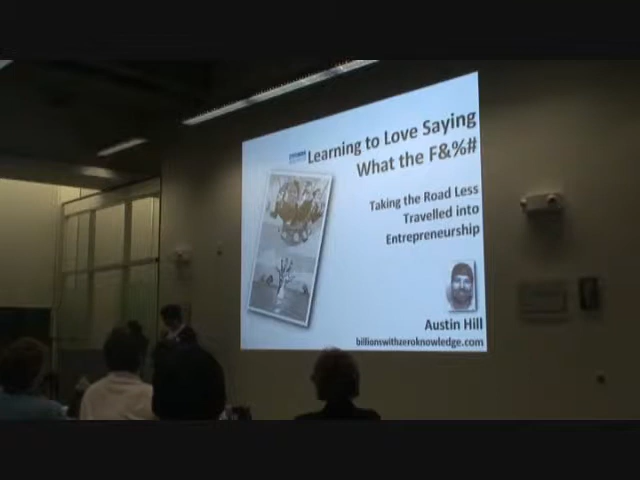 Learning to Love Saying
What the F&%#
Taking the Road Less
Travelled into
Entrepreneurship
Austin Hill
billionswithzeroknowledge.com